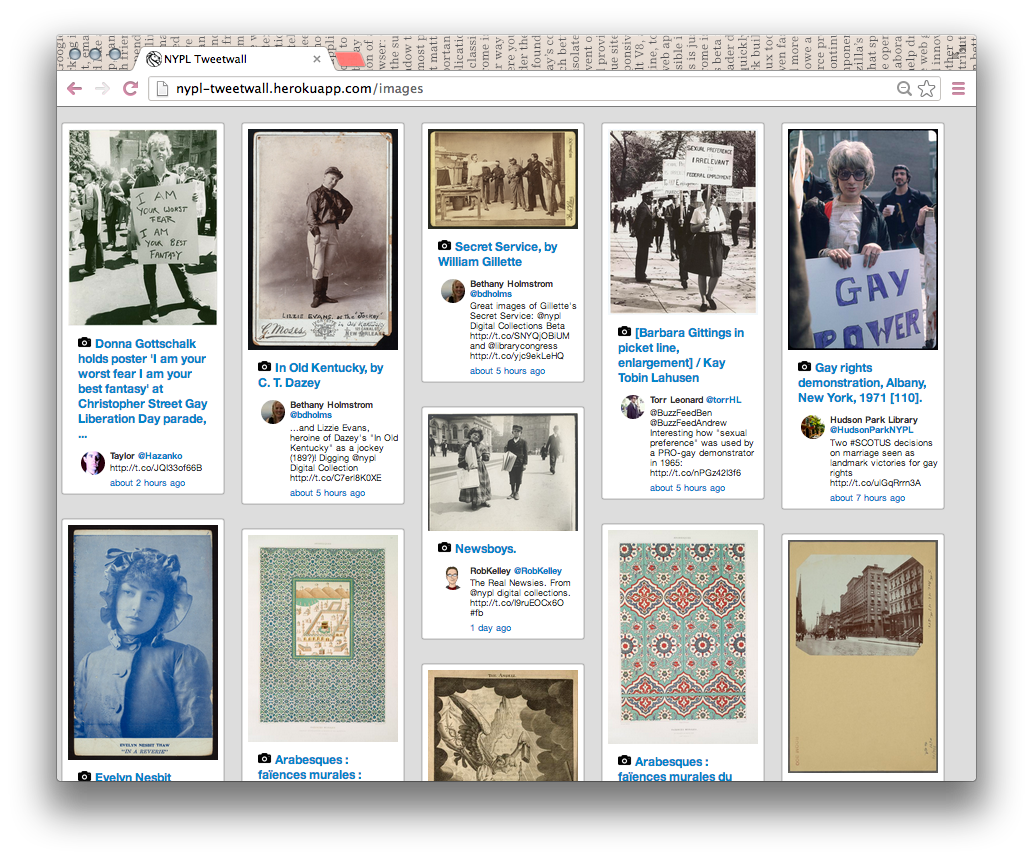 NYPL Tweetwall
nypl-tweetwall.herokuapp.com/images
I AM
YOUR WORST
FEAR
I AM
YOUR BEST
FANTASY
Donna Gottschalk
holds poster 'I am your
worst fear I am your
best fantasy' at
Christopher Street Gay
Liberation Day parade,
...
Taylor @Hazanko
http://t.co/JQI33of66B
about 2 hours ago
EVELYN NESBIT THAW
"IN A REVERIE"
Evelyn Nesbit
LIZZIE EVANS, as the "Jockey"
G. Moses
NEW ORLEANS
In Old Kentucky, by
C. T. Dazey
Bethany Holmstrom
@bdholms
...and Lizzie Evans,
heroine of Dazey's "In Old
Kentucky" as a jockey
(189?)! Digging @nypl
Digital Collection
http://t.co/C7erI8K0XE
about 5 hours ago
Arabesques :
faïences murales :
Secret Service, by
William Gillette
Bethany Holmstrom
@bdholms
Great images of Gillette's
Secret Service: @nypl
Digital Collections Beta
http://t.co/SNYQjOBiUM
and @librarycongress
http://t.co/yjc9ekLeHQ
about 5 hours ago
Newsboys.
RobKelley @RobKelley
The Real Newsies. From
@nypl digital collections.
http://t.co/I9ruEOCx6O
#fb
1 day ago
SEXUAL PREFERENCE
IS
IRRELEVANT
TO
FEDERAL EMPLOYMENT
[Barbara Gittings in
picket line,
enlargement] / Kay
Tobin Lahusen
Torr Leonard @torrHL
@BuzzFeedBen
@BuzzFeedAndrew
Interesting how "sexual
preference" was used by
a PRO-gay demonstrator
in 1965:
http://t.co/nPGz42I3f6
about 5 hours ago
Arabesques :
faïences murales du
GAY
POWER
Gay rights
demonstration, Albany,
New York, 1971 [110].
Hudson Park Library
@HudsonParkNYPL
Two #SCOTUS decisions
on marriage seen as
landmark victories for gay
rights
http://t.co/uIGqRrrn3A
about 7 hours ago